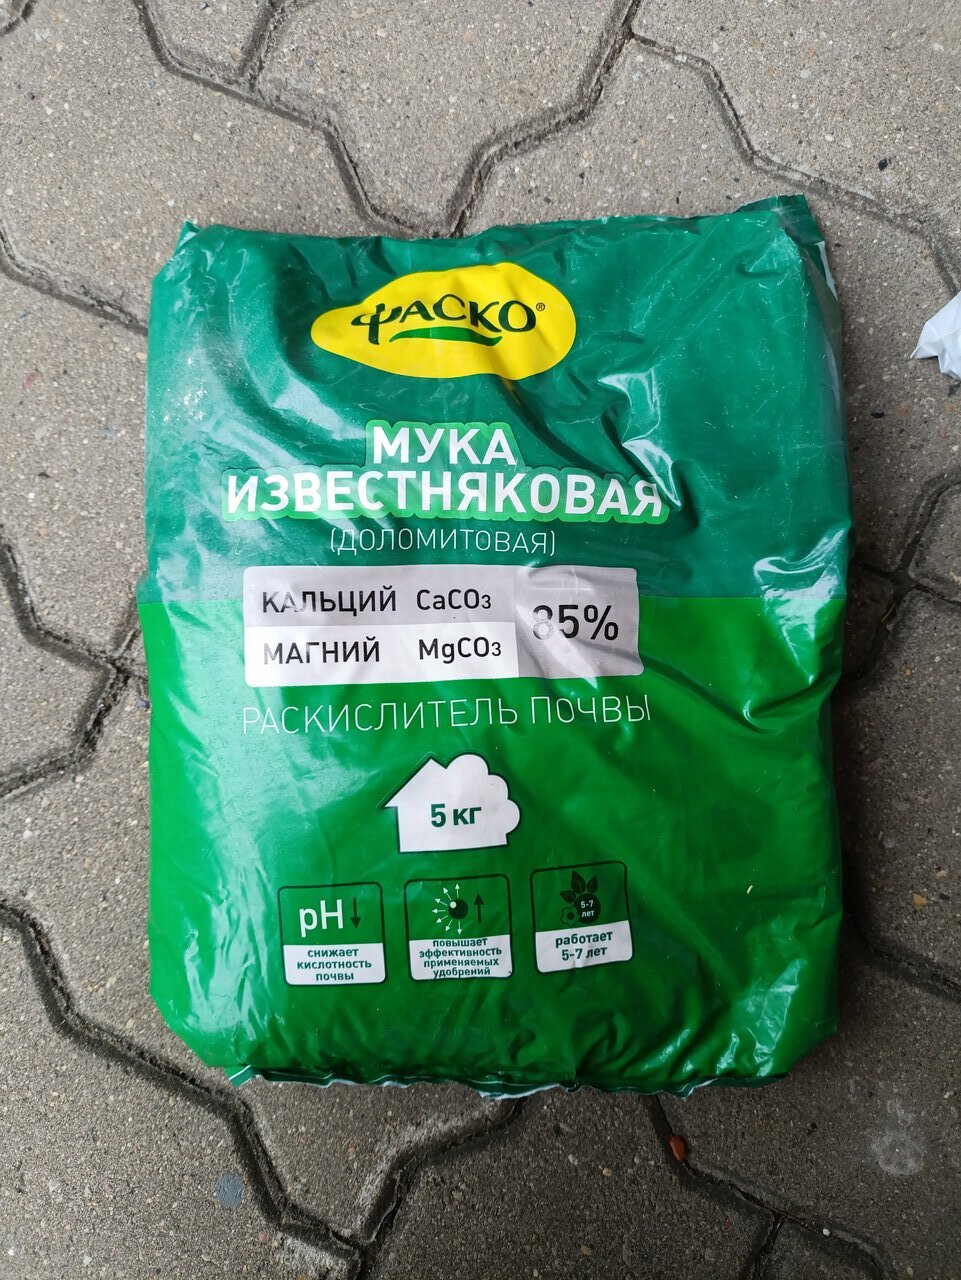 ФАСКО®
МУКА
ИЗВЕСТНЯКОВАЯ
(ДОЛОМИТОВАЯ)
КАЛЬЦИЙ CaCO3
МАГНИЙ MgCO3
85%
РАСКИСЛИТЕЛЬ ПОЧВЫ
5 кг
pH↓
снижает
кислотность
почвы
повышает
эффективность
применяемых
удобрений
5-7
лет
работает
5-7 лет